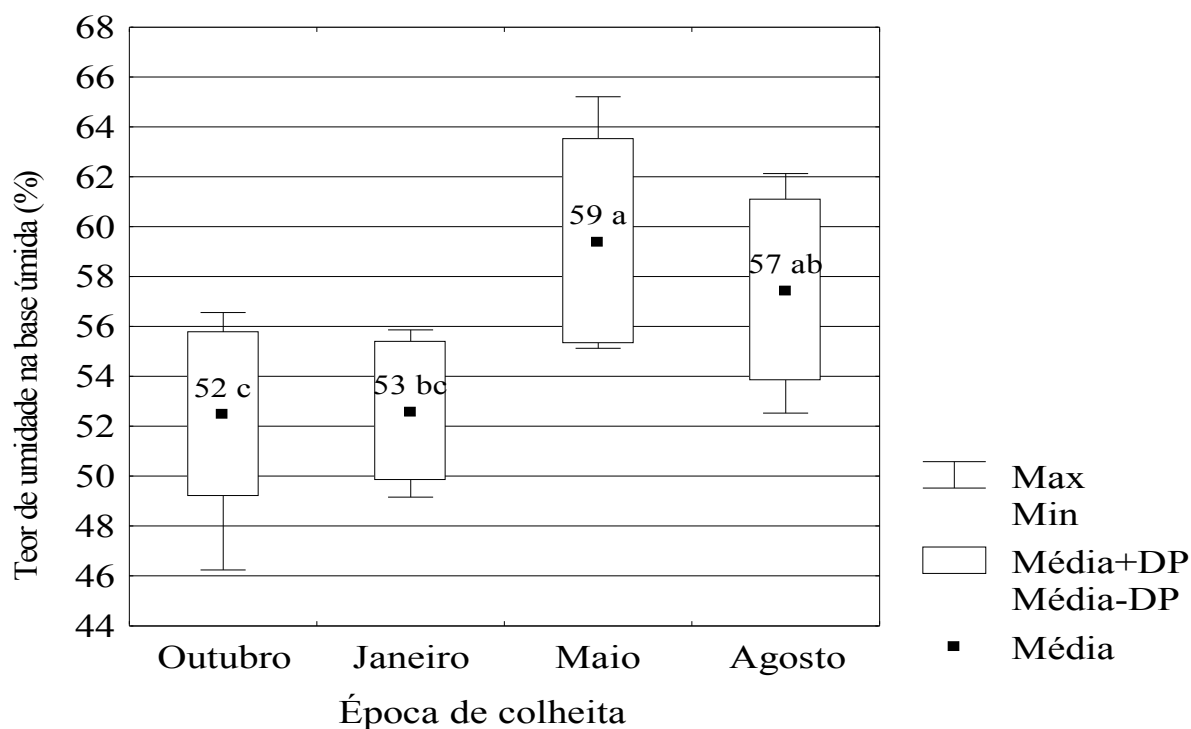 68
66
64
62
60
58
56
54
52
50
48
46
44
Teor de umidade na base úmida (%)
52 c
53 bc
59 a
57 ab
Outubro
Janeiro
Maio
Agosto
Época de colheita
Max
Min
Média+DP
Média-DP
Média